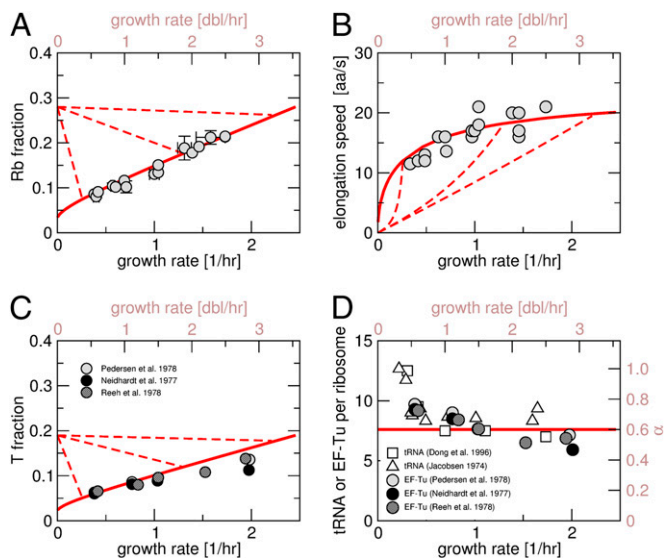 A
growth rate [dbl/hr]
0 1 2 3
0.4
0.3
0.2
0.1
0
Rb fraction
0 1 2
growth rate [1/hr]
B
growth rate [dbl/hr]
0 1 2 3
30
20
10
0
elongation speed [aa/s]
0 1 2
growth rate [1/hr]
C
growth rate [dbl/hr]
0 1 2 3
0.4
0.3
0.2
0.1
0
T fraction
Pedersen et al. 1978
Neidhardt et al. 1977
Reeh et al. 1978
0 1 2
growth rate [1/hr]
D
growth rate [dbl/hr]
0 1 2 3
15
10
5
0
tRNA or EF-Tu per ribosome
1.0
0.8
0.6
0.4
0.2
0
α
tRNA (Dong et al. 1996)
tRNA (Jacobsen 1974)
EF-Tu (Pedersen et al. 1978)
EF-Tu (Neidhardt et al. 1977)
EF-Tu (Reeh et al. 1978)
0 1 2
growth rate [1/hr]